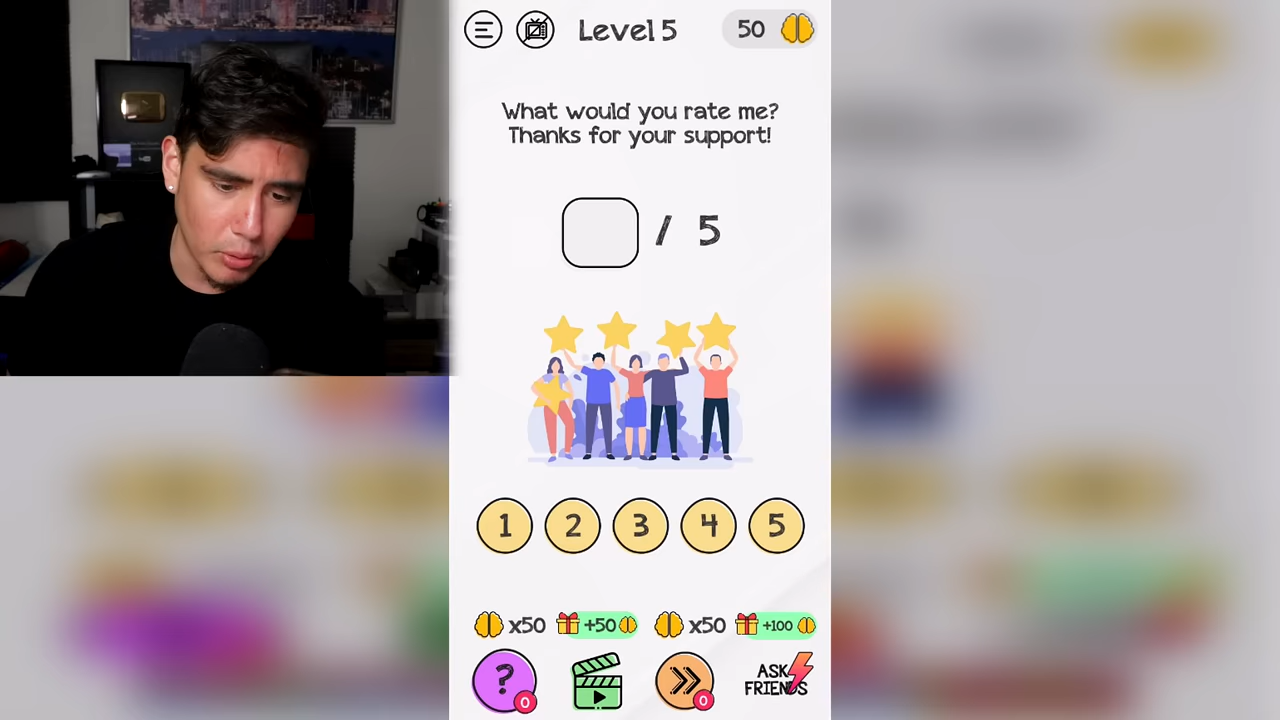 Level 5
50
What would you rate me?
Thanks for your support!
/ 5
1 2 3 4 5
x50 +50 x50 +100
? 0 0 ASK
FRIENDS